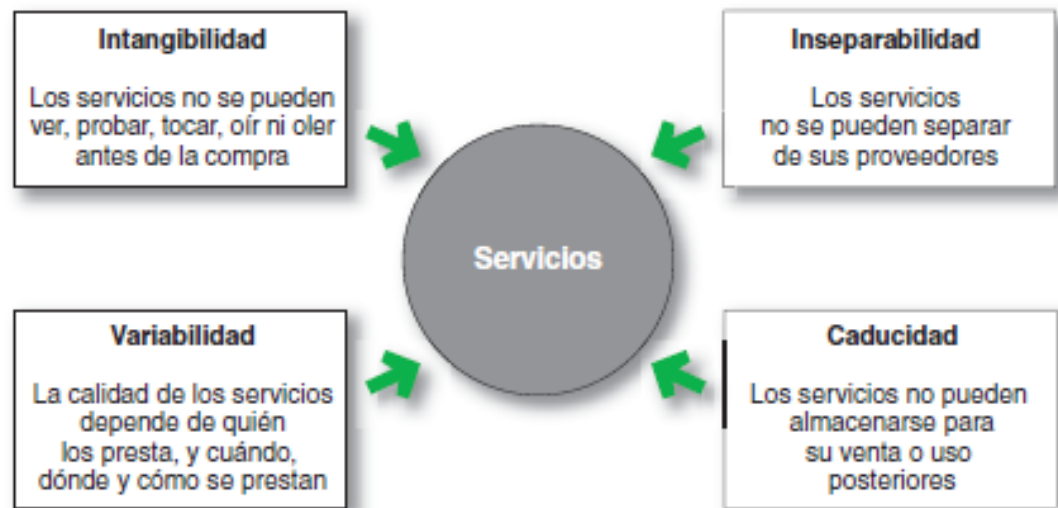 Intangibilidad
Los servicios no se pueden
ver, probar, tocar, oír ni oler
antes de la compra
Inseparabilidad
Los servicios
no se pueden separar
de sus proveedores
Servicios
Variabilidad
La calidad de los servicios
depende de quién
los presta, y cuándo,
dónde y cómo se prestan
Caducidad
Los servicios no pueden
almacenarse para
su venta o uso
posteriores